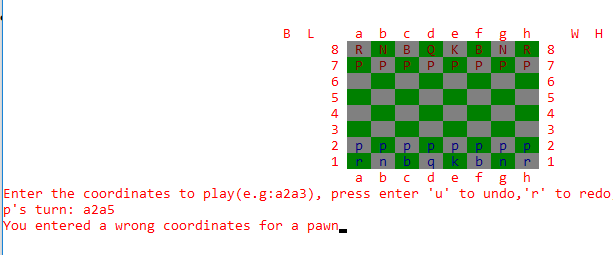 B L a b c d e f g h W H
8 R N B Q K B N R 8
7 P P P P P P P P 7
6 6
5 5
4 4
3 3
2 p p p p p p p p 2
1 r n b q k b n r 1
a b c d e f g h
Enter the coordinates to play(e.g:a2a3), press enter 'u' to undo,'r' to redo
p's turn: a2a5
You entered a wrong coordinates for a pawn